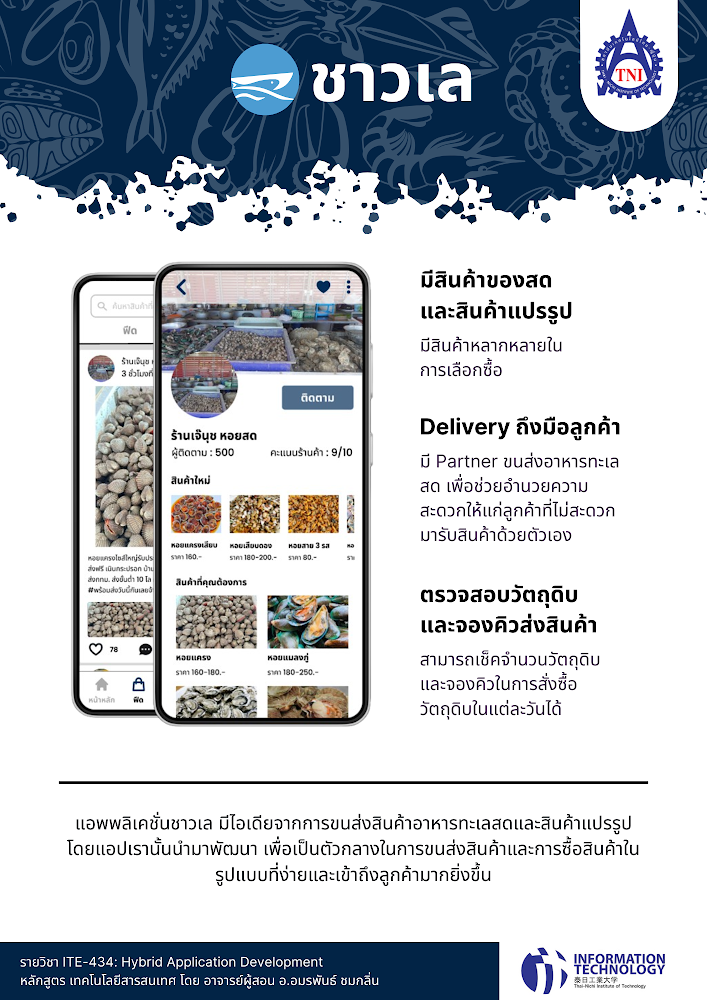 ชาวเล
TNI
มีสินค้าของสด
และสินค้าแปรรูป
มีสินค้าหลากหลายใน
การเลือกซื้อ
Delivery ถึงมือลูกค้า
มี Partner ขนส่งอาหารทะเล
สด เพื่อช่วยอำนวยความ
สะดวกให้แก่ลูกค้าที่ไม่สะดวก
มารับสินค้าด้วยตัวเอง
ตรวจสอบวัตถุดิบ
และจองคิวส่งสินค้า
สามารถเช็คจำนวนวัตถุดิบ
และจองคิวในการสั่งซื้อ
วัตถุดิบในแต่ละวันได้
ค้นหาสินค้าที่
ฟีด
ร้านเจ๊นุช
3 ชั่วโมงที่
หอยแครงไซส์ใหญ่รับประ
ส่งฟรี
#พร้อมส่งวันนี้กันเลยจ้
78
หน้าหลัก
ฟีด
ติดตาม
ร้านเจ๊นุช หอยสด
ผู้ติดตาม : 500
คะแนนร้านค้า : 9/10
สินค้าใหม่
หอยแครงเสียบ
หอยเสียบดอง
หอยสาย 3 รส
ราคา 160.-
ราคา 180-200.-
ราคา 80.-
สินค้าที่คุณต้องการ
หอยแครง
หอยแมลงภู่
ราคา 160-180.-
ราคา 180-250.-
แอพพลิเคชั่นชาวเล มีไอเดียจากการขนส่งสินค้าอาหารทะเลสดและสินค้าแปรรูป
โดยแอปเรานั้นนำมาพัฒนา เพื่อเป็นตัวกลางในการขนส่งสินค้าและการซื้อสินค้าใน
รูปแบบที่ง่ายและเข้าถึงลูกค้ามากยิ่งขึ้น
รายวิชา ITE-434: Hybrid Application Development
หลักสูตร เทคโนโลยีสารสนเทศ โดย อาจารย์ผู้สอน อ.อมรพันธ์ ชมกลิ่น
INFORMATION
TECHNOLOGY
泰日工業大学
Thai-Nichi Institute of Technology